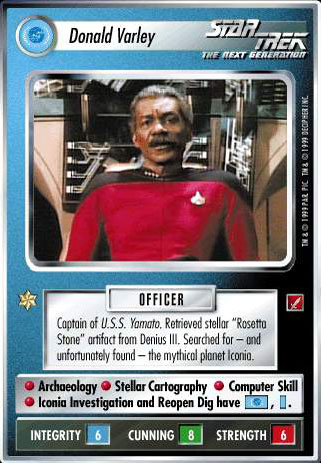 Donald Varley
STAR TREK
THE NEXT GENERATION
TM & © 1999 PAR. PIC. TM & © 1999 DECIPHER INC.
OFFICER
Captain of U.S.S. Yamato. Retrieved stellar "Rosetta
Stone" artifact from Denius III. Searched for – and
unfortunately found – the mythical planet Iconia.
Archaeology Stellar Cartography Computer Skill
Iconia Investigation and Reopen Dig have , .
INTEGRITY 6 CUNNING 8 STRENGTH 6